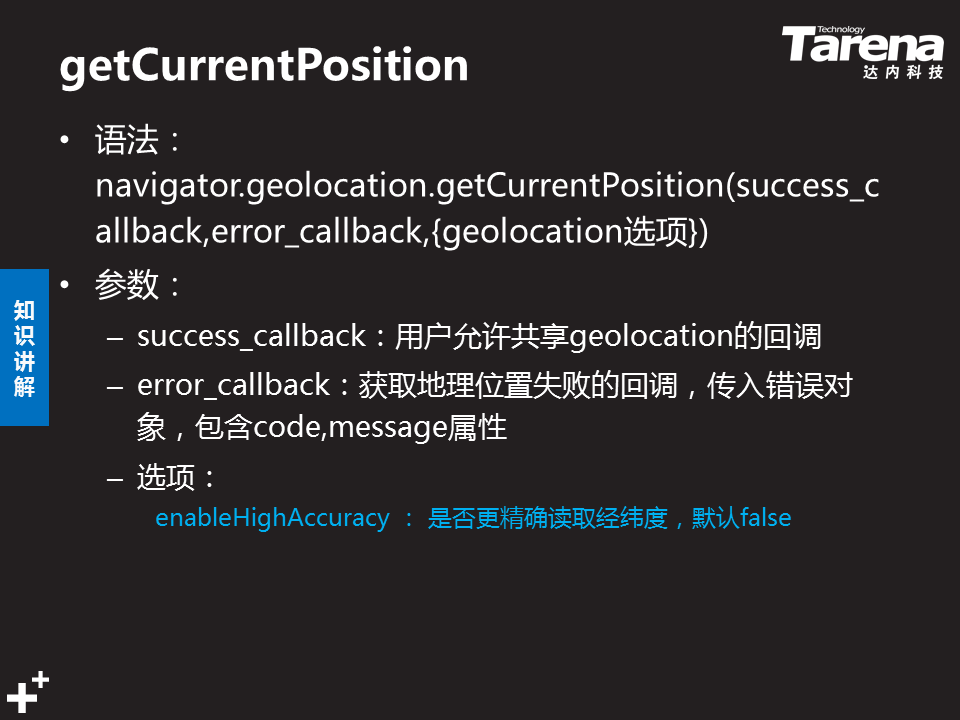 getCurrentPosition
Technology
Tarena
达内科技
• 语法：
navigator.geolocation.getCurrentPosition(success_c
allback,error_callback,{geolocation选项})
• 参数：
– success_callback：用户允许共享geolocation的回调
– error_callback：获取地理位置失败的回调，传入错误对
象，包含code,message属性
– 选项：
enableHighAccuracy ： 是否更精确读取经纬度，默认false
知
识
讲
解